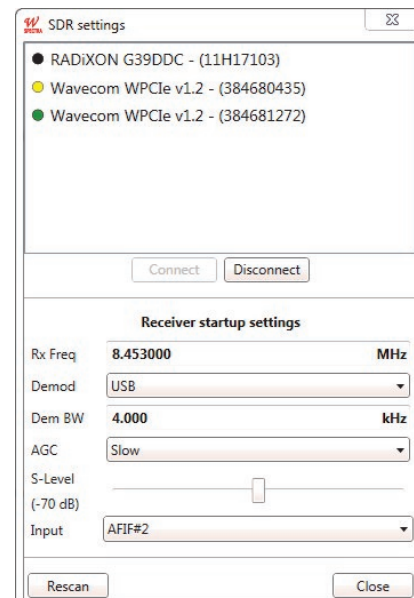 W SPECTRA SDR settings
RADiXON G39DDC - (11H17103)
Wavecom WPCIe v1.2 - (384680435)
Wavecom WPCIe v1.2 - (384681272)
Connect Disconnect
Receiver startup settings
Rx Freq 8.453000 MHz
Demod USB
Dem BW 4.000 kHz
AGC Slow
S-Level
(-70 dB)
Input AFIF#2
Rescan Close